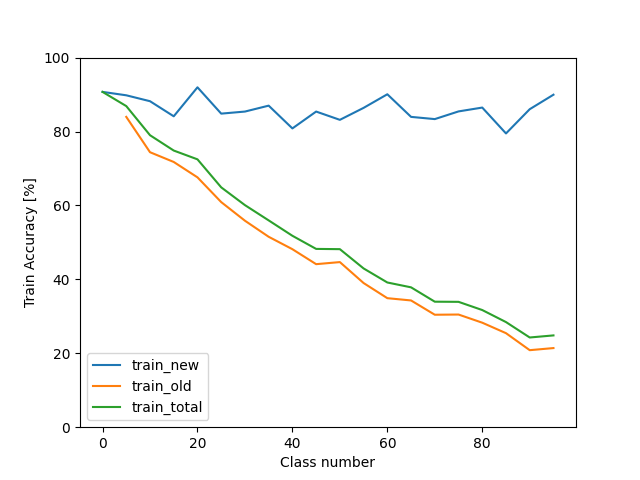 100
80
60
40
20
0
Train Accuracy [%]
train_new
train_old
train_total
0 20 40 60 80
Class number